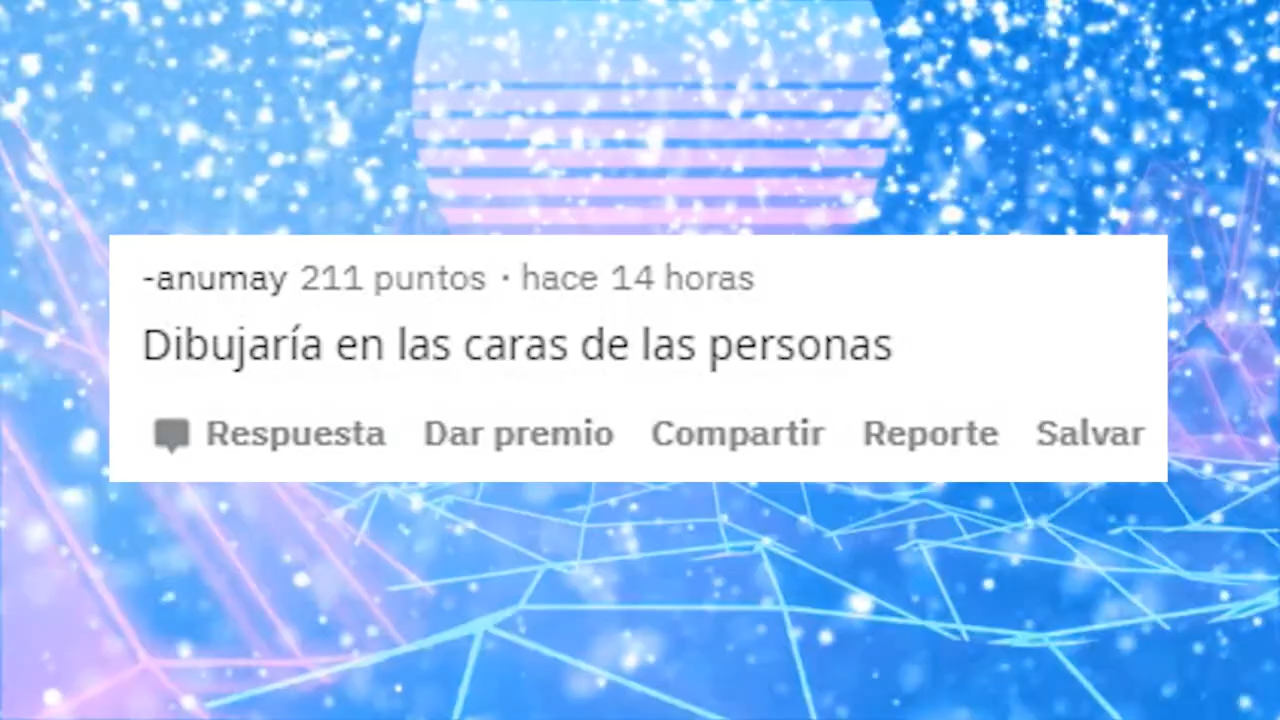 -anumay 211 puntos · hace 14 horas
Dibujaría en las caras de las personas
Respuesta Dar premio Compartir Reporte Salvar